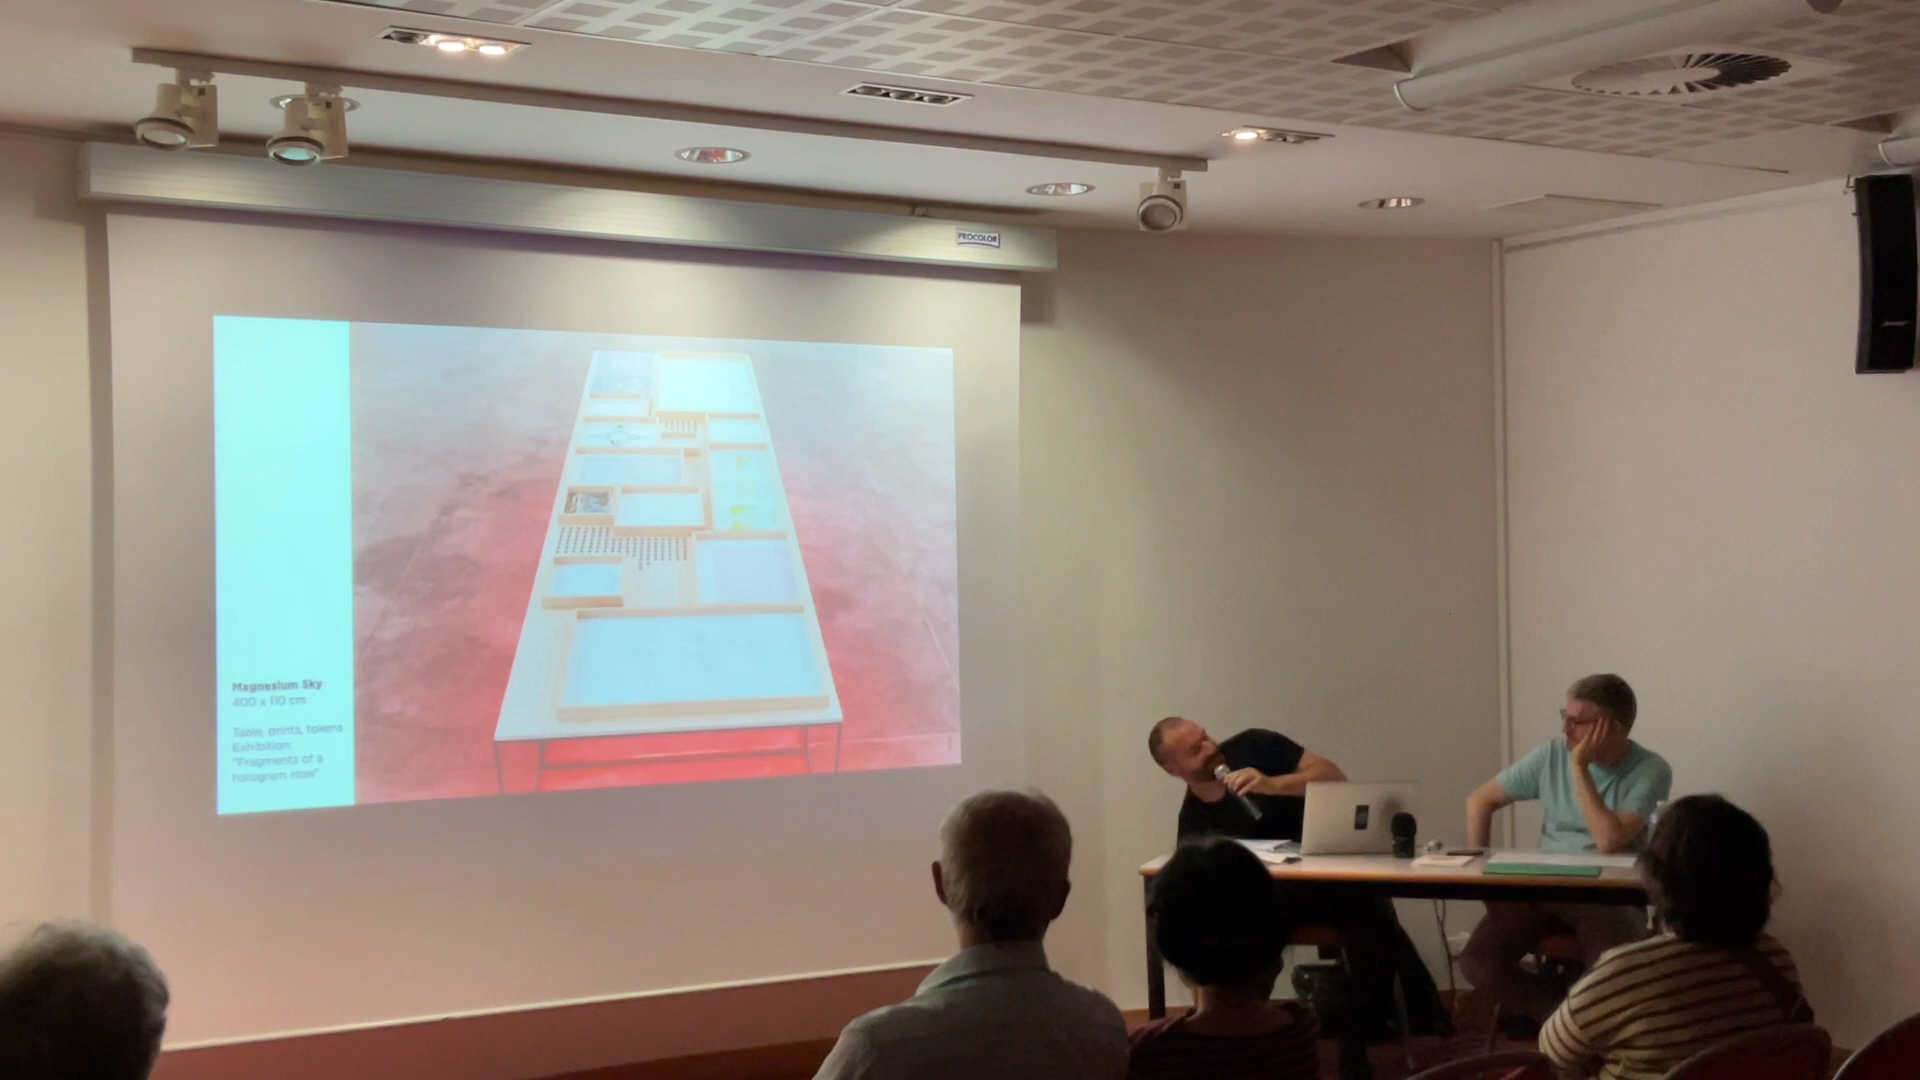 PROCOLOR
Magnesium Sky
400 x 110 cm
Table, prints, tokens
Exhibition:
"Fragments of a
hologram rose"